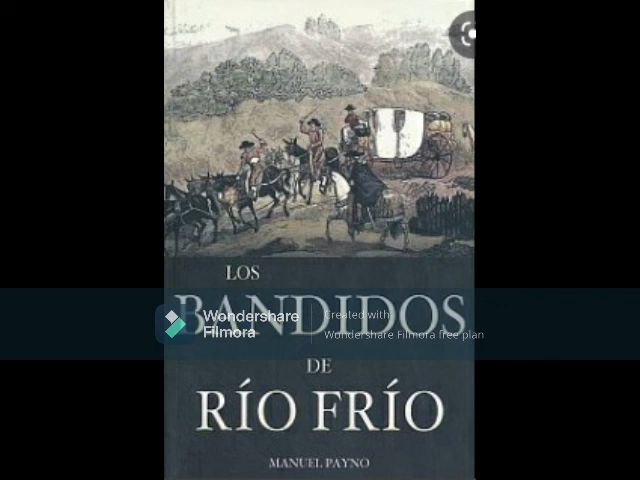 LOS
BANDIDOS
Wondershare
Filmora
Created with
Wondershare Filmora free plan
DE
RÍO FRÍO
MANUEL PAYNO